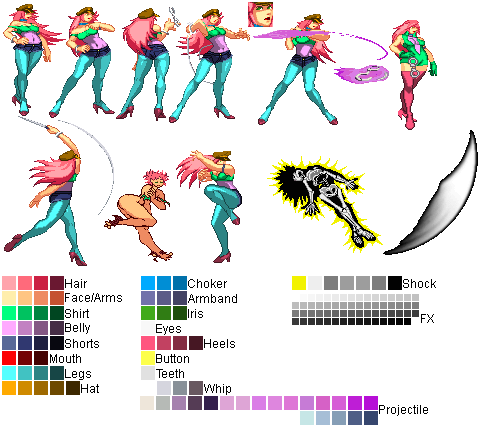 Hair
Face/Arms
Shirt
Belly
Shorts
Mouth
Legs
Hat
Choker
Armband
Iris
Eyes
Heels
Button
Teeth
Whip
Projectile
Shock
FX